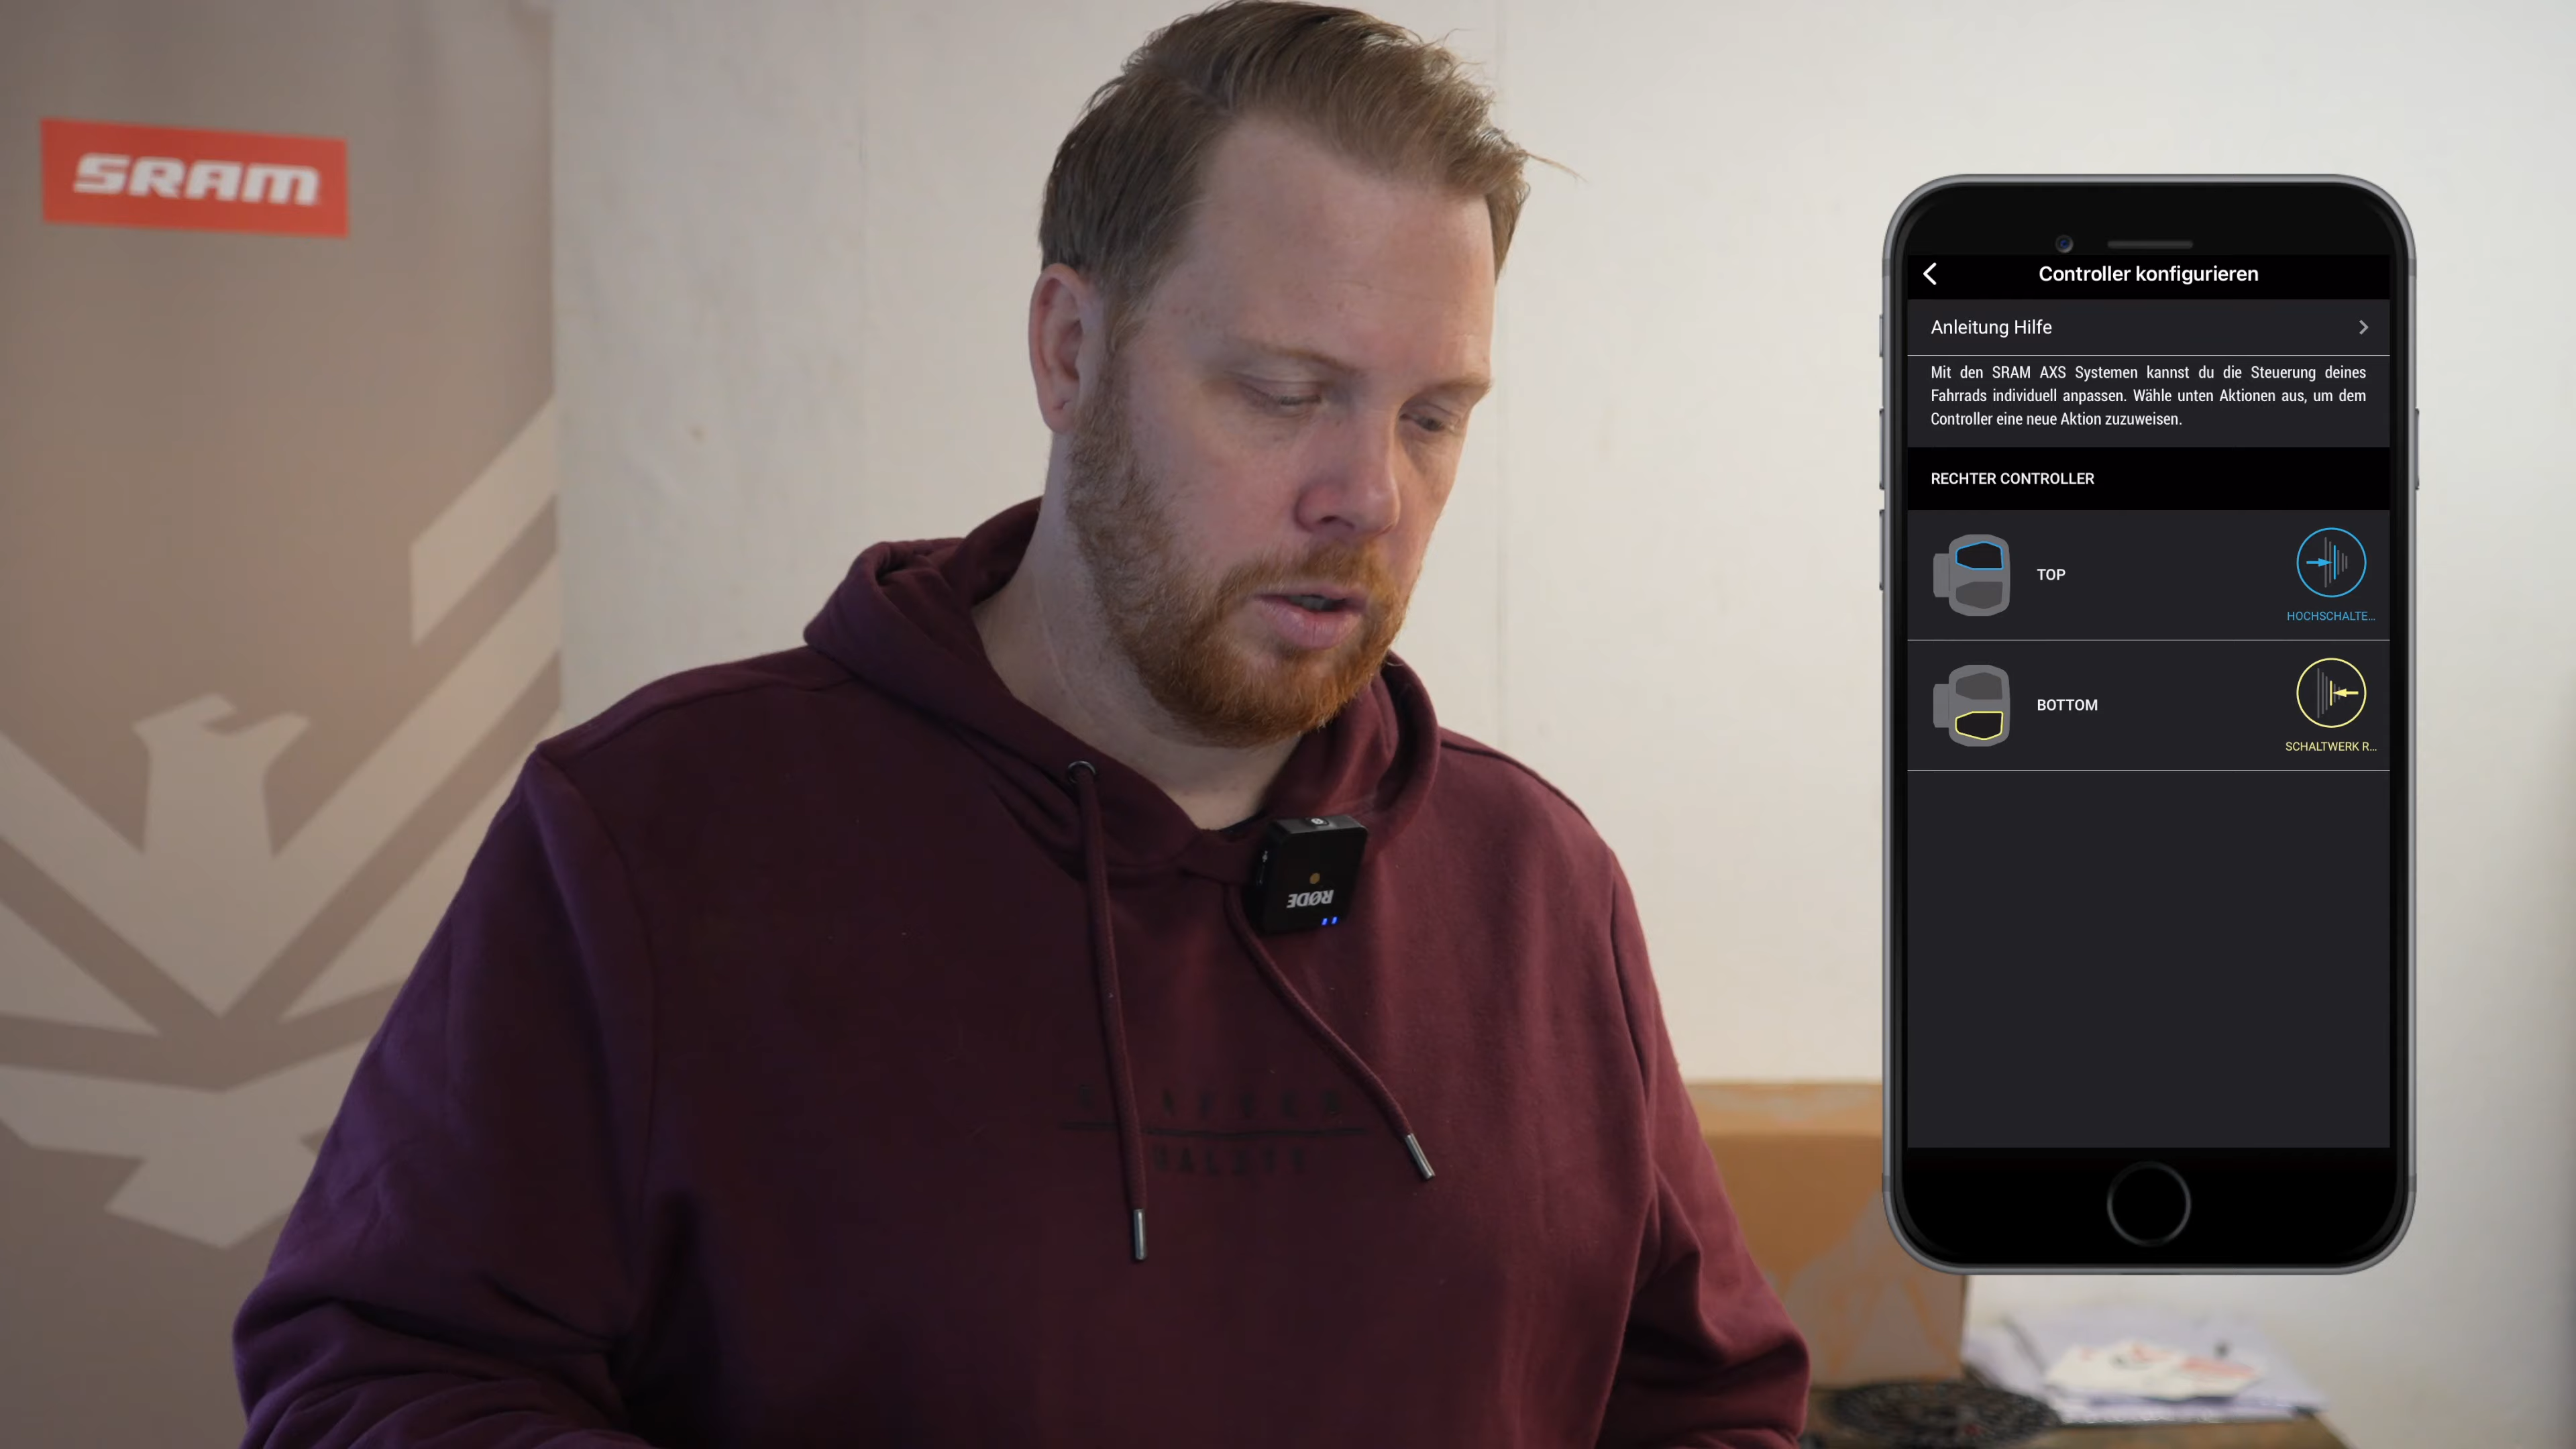 SRAM
RØDE
Controller konfigurieren
Anleitung Hilfe
Mit den SRAM AXS Systemen kannst du die Steuerung deines
Fahrrads individuell anpassen. Wähle unten Aktionen aus, um dem
Controller eine neue Aktion zuzuweisen.
RECHTER CONTROLLER
TOP
HOCHSCHALTE...
BOTTOM
SCHALTWERK R...